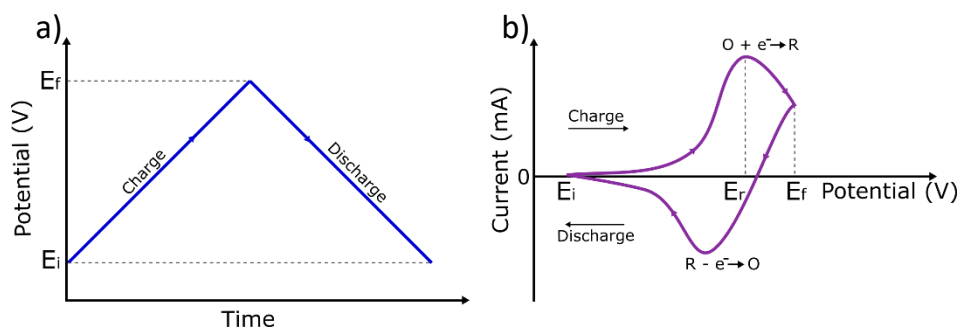 a)
Potential (V)
Ef
Ei
Charge
Discharge
Time
b)
Current (mA)
O + e⁻→R
Charge
0
Ei
Er
Ef
Potential (V)
Discharge
R - e⁻→O